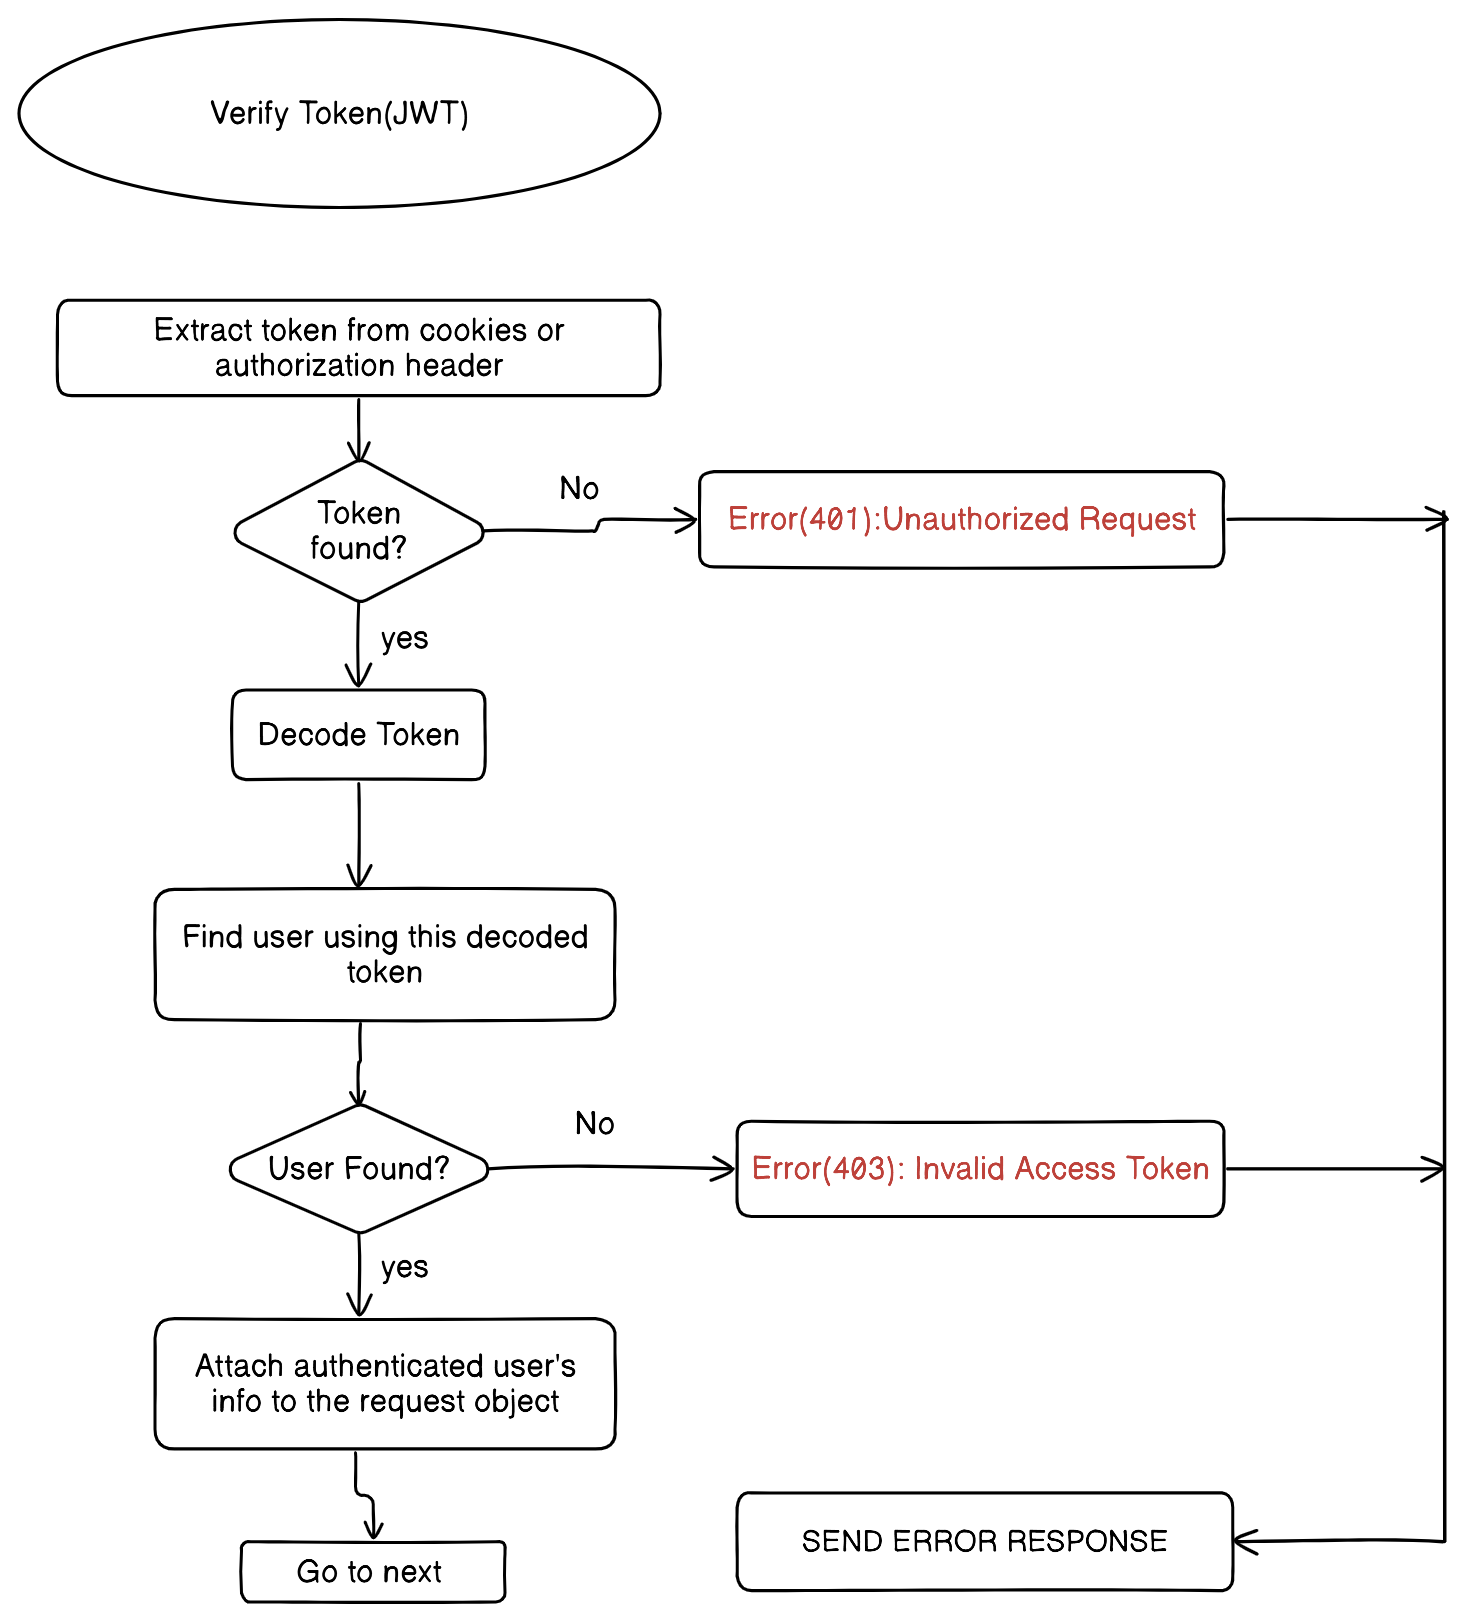 Verify Token(JWT)
Extract token from cookies or
authorization header
Token
found?
No
Error(401):Unauthorized Request
yes
Decode Token
Find user using this decoded
token
User Found?
No
Error(403): Invalid Access Token
yes
Attach authenticated user's
info to the request object
Go to next
SEND ERROR RESPONSE